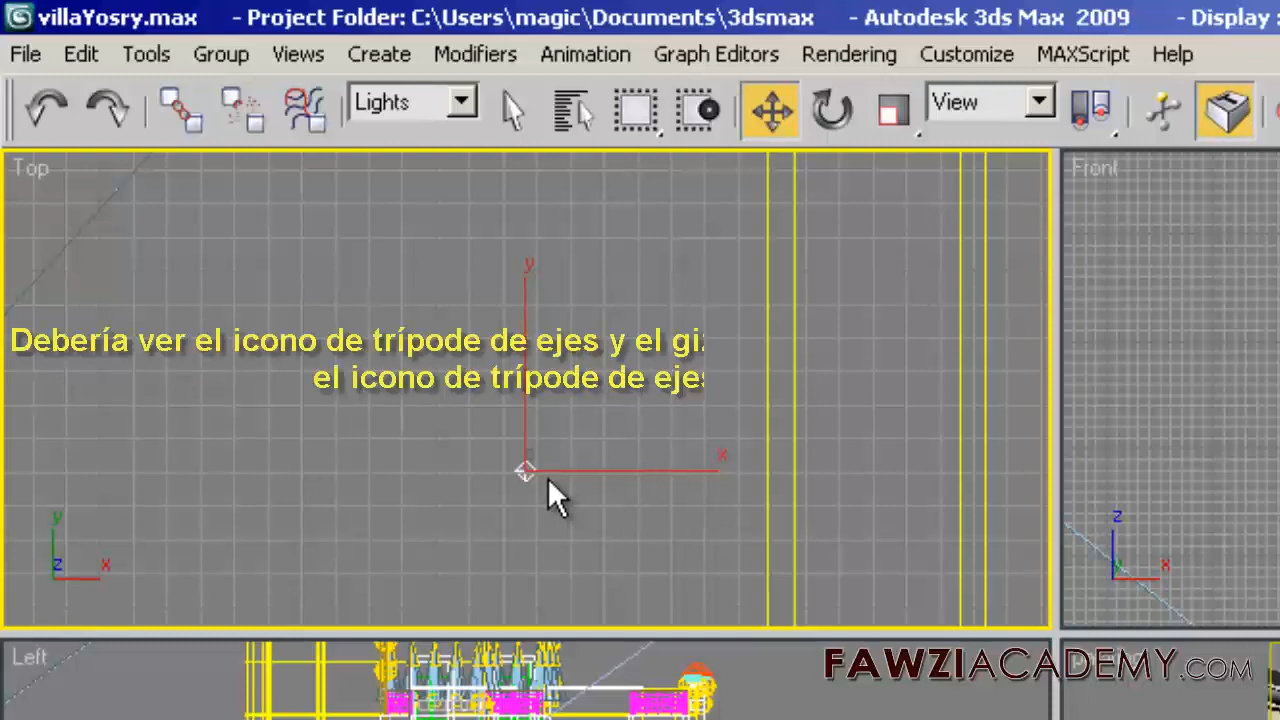 villaYosry.max - Project Folder: C:\Users\magic\Documents\3dsmax - Autodesk 3ds Max 2009 - Display :
File Edit Tools Group Views Create Modifiers Animation Graph Editors Rendering Customize MAXScript Help
Lights View
Top Front
y
Debería ver el icono de trípode de ejes y el
el icono de trípode de ejes
x
y z
z x x
Left
FAWZIACADEMY.COM